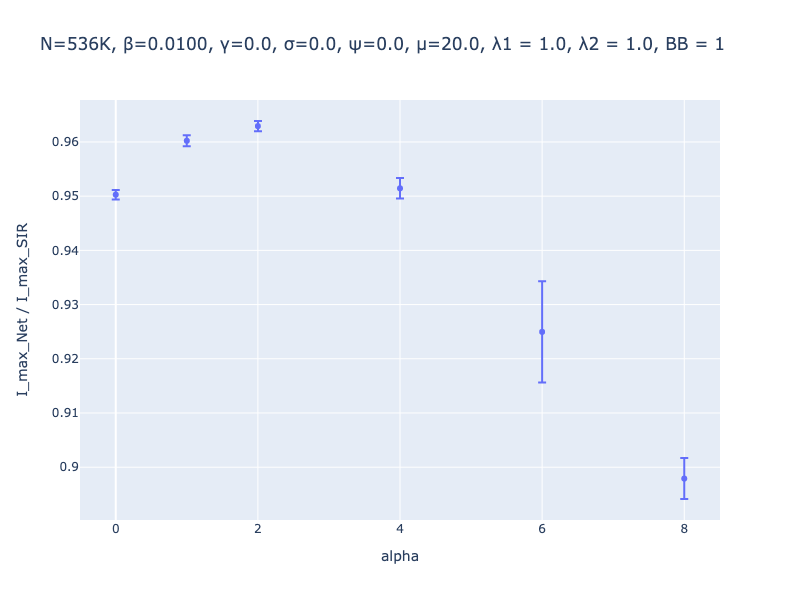 N=536K, β=0.0100, γ=0.0, σ=0.0, ψ=0.0, μ=20.0, λ1 = 1.0, λ2 = 1.0, BB = 1
0.96
0.95
0.94
0.93
0.92
0.91
0.9
I_max_Net / I_max_SIR
0 2 4 6 8
alpha